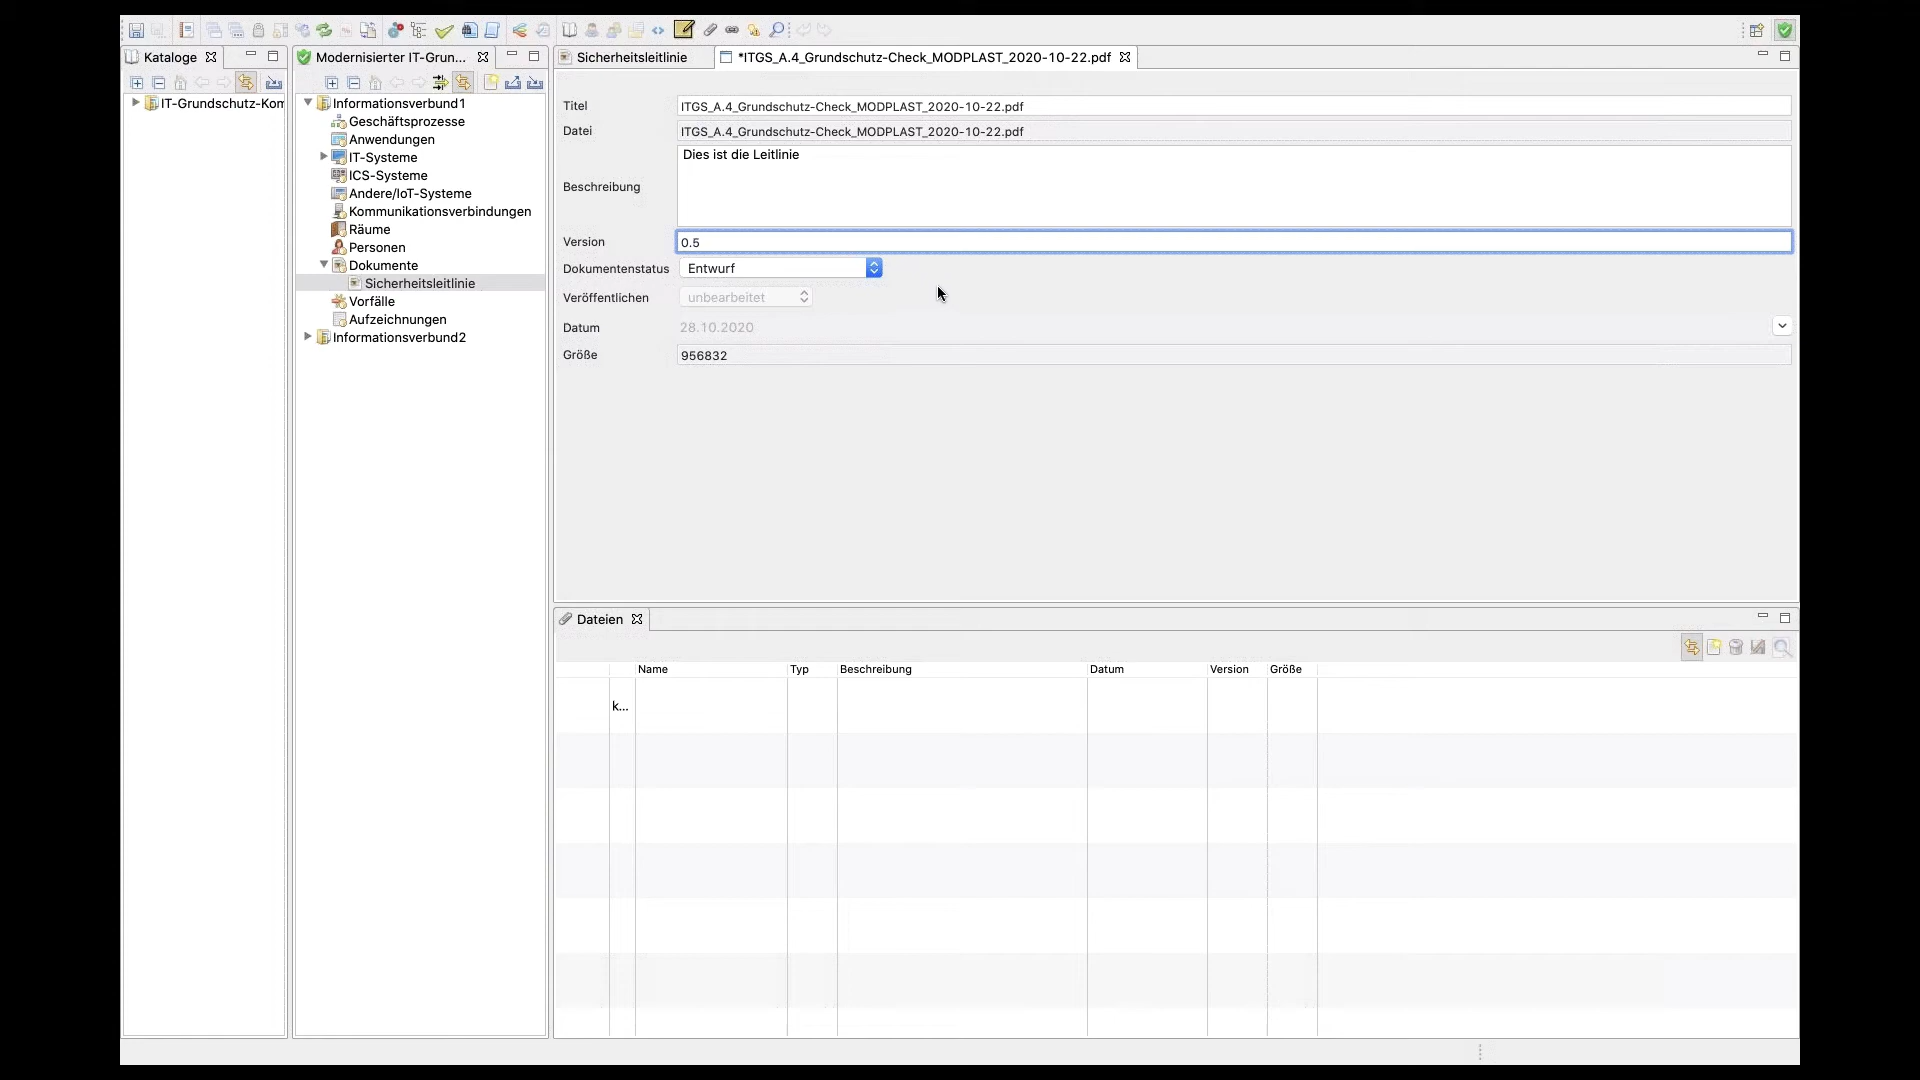 Kataloge
IT-Grundschutz-Kom
Modernisierter IT-Grun...
Informationsverbund1
Geschäftsprozesse
Anwendungen
IT-Systeme
ICS-Systeme
Andere/IoT-Systeme
Kommunikationsverbindungen
Räume
Personen
Dokumente
Sicherheitsleitlinie
Vorfälle
Aufzeichnungen
Informationsverbund2
Sicherheitsleitlinie
*ITGS_A.4_Grundschutz-Check_MODPLAST_2020-10-22.pdf
Titel ITGS_A.4_Grundschutz-Check_MODPLAST_2020-10-22.pdf
Datei ITGS_A.4_Grundschutz-Check_MODPLAST_2020-10-22.pdf
Beschreibung Dies ist die Leitlinie
Version 0.5
Dokumentenstatus Entwurf
Veröffentlichen unbearbeitet
Datum 28.10.2020
Größe 956832
Dateien
Name Typ Beschreibung Datum Version Größe
k...